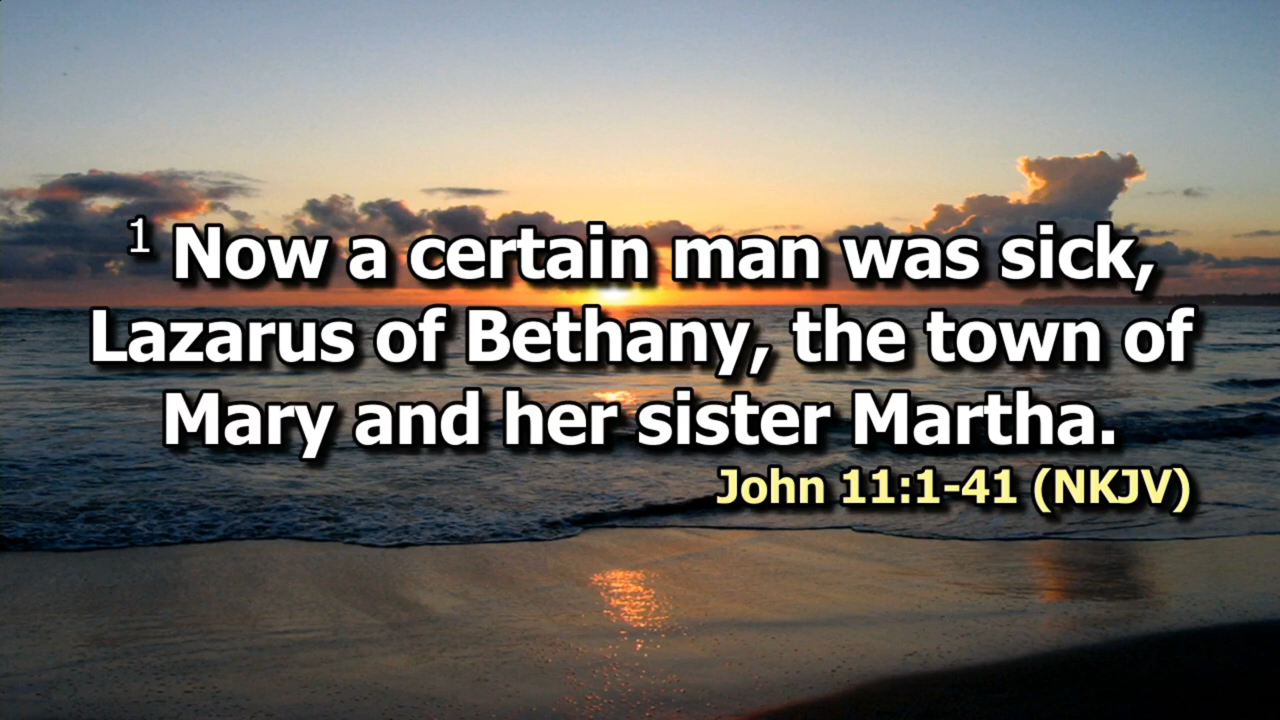 1 Now a certain man was sick,
Lazarus of Bethany, the town of
Mary and her sister Martha.
John 11:1-41 (NKJV)